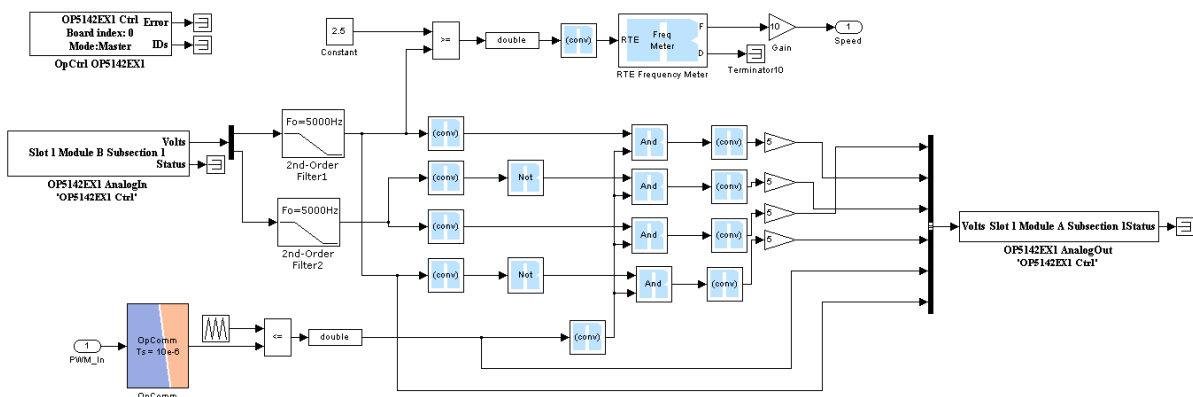 OP5142EX1 Ctrl
Error
Board index: 0
Mode:Master
IDs
OpCtrl OP5142EX1
2.5
Constant
>=
double
(conv)
RTE
Freq
Meter
F
D
RTE Frequency Meter
Terminator10
10
Gain
1
Speed
Volts
Slot 1 Module B Subsection 1
Status
OP5142EX1 AnalogIn
'OP5142EX1 Ctrl'
Fo=5000Hz
2nd-Order
Filter1
(conv)
And
(conv)
5
(conv)
Not
And
(conv)
5
Fo=5000Hz
2nd-Order
Filter2
(conv)
And
(conv)
5
(conv)
Not
And
(conv)
5
Volts Slot 1 Module A Subsection 1Status
OP5142EX1 AnalogOut
'OP5142EX1 Ctrl'
1
PWM_In
OpComm
Ts = 10e-6
OpComm
<=
double
(conv)